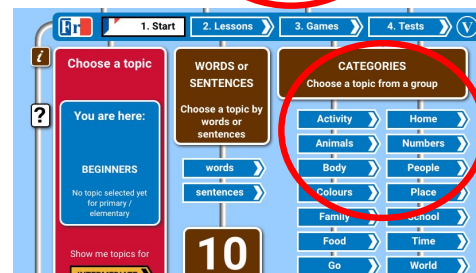 Fr 1. Start 2. Lessons 3. Games 4. Tests V
i
?
Choose a topic
You are here:
BEGINNERS
No topic selected yet
for primary /
elementary
Show me topics for
INTERMEDIATE
WORDS or
SENTENCES
Choose a topic by
words or
sentences
words
sentences
10
CATEGORIES
Choose a topic from a group
Activity Home
Animals Numbers
Body People
Colours Place
Family School
Food Time
Go World